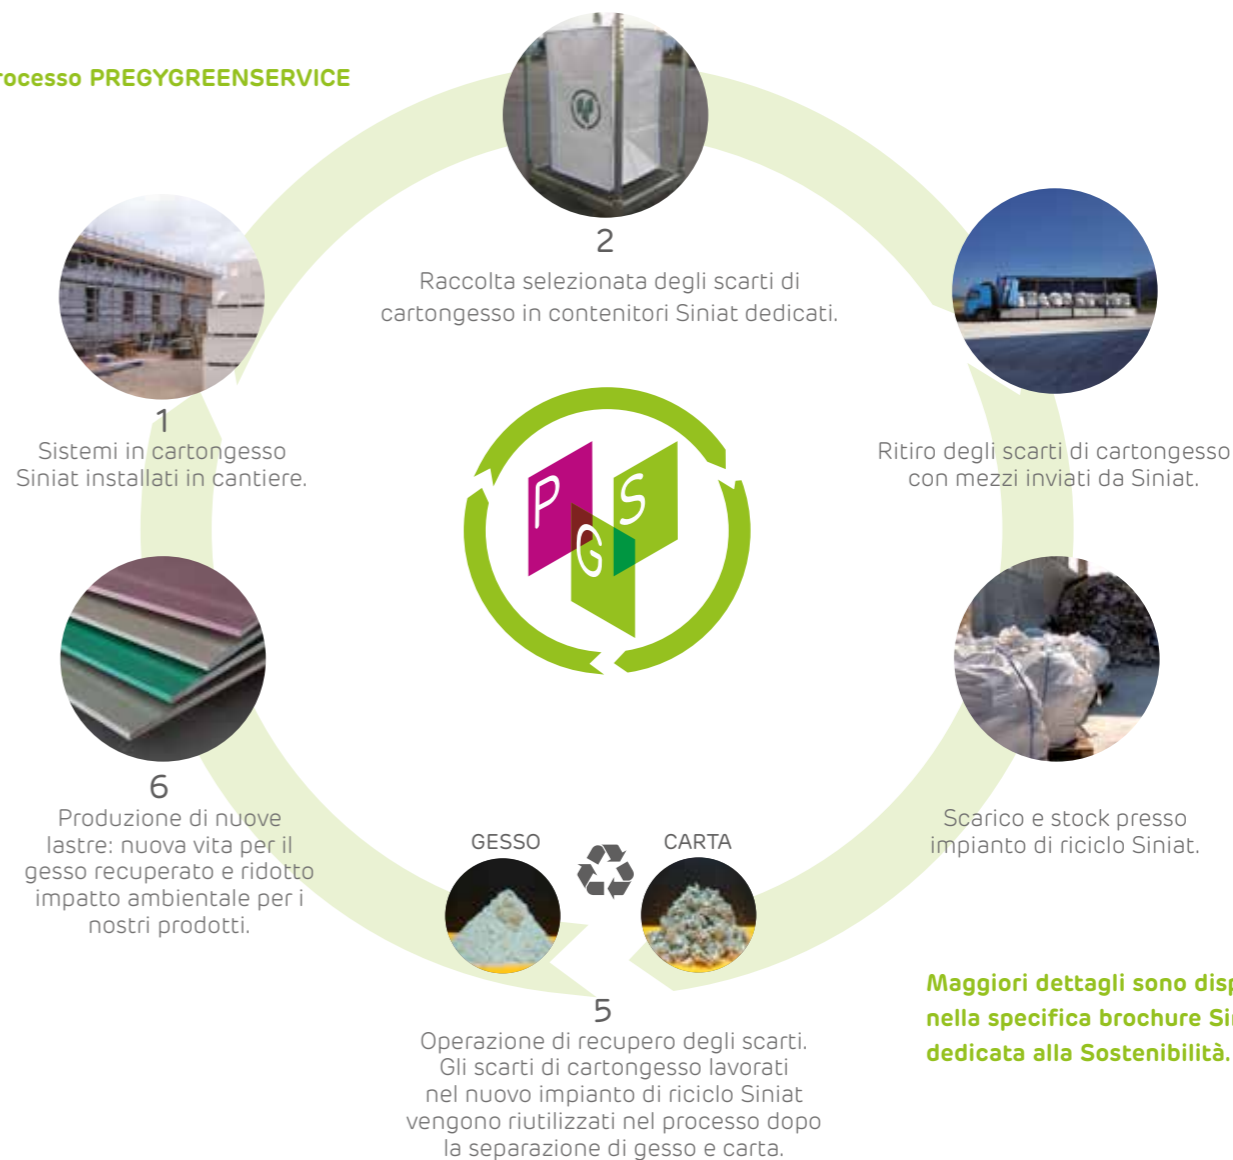 rocesso PREGYGREENSERVICE
2
Raccolta selezionata degli scarti di
cartongesso in contenitori Siniat dedicati.
1
Sistemi in cartongesso
Siniat installati in cantiere.
Ritiro degli scarti di cartongesso
con mezzi inviati da Siniat.
P
G
S
6
Produzione di nuove
lastre: nuova vita per il
gesso recuperato e ridotto
impatto ambientale per i
nostri prodotti.
GESSO
CARTA
Scarico e stock presso
impianto di riciclo Siniat.
5
Operazione di recupero degli scarti.
Gli scarti di cartongesso lavorati
nel nuovo impianto di riciclo Siniat
vengono riutilizzati nel processo dopo
la separazione di gesso e carta.
Maggiori dettagli sono disp
nella specifica brochure Sin
dedicata alla Sostenibilità.